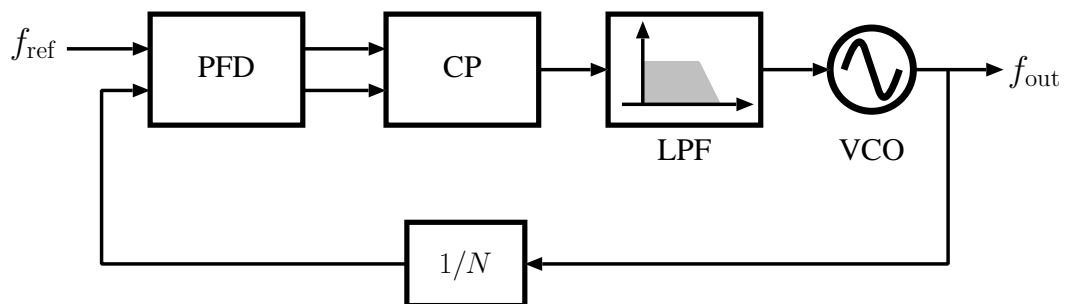 f_ref
PFD
CP
LPF
VCO
f_out
1/N